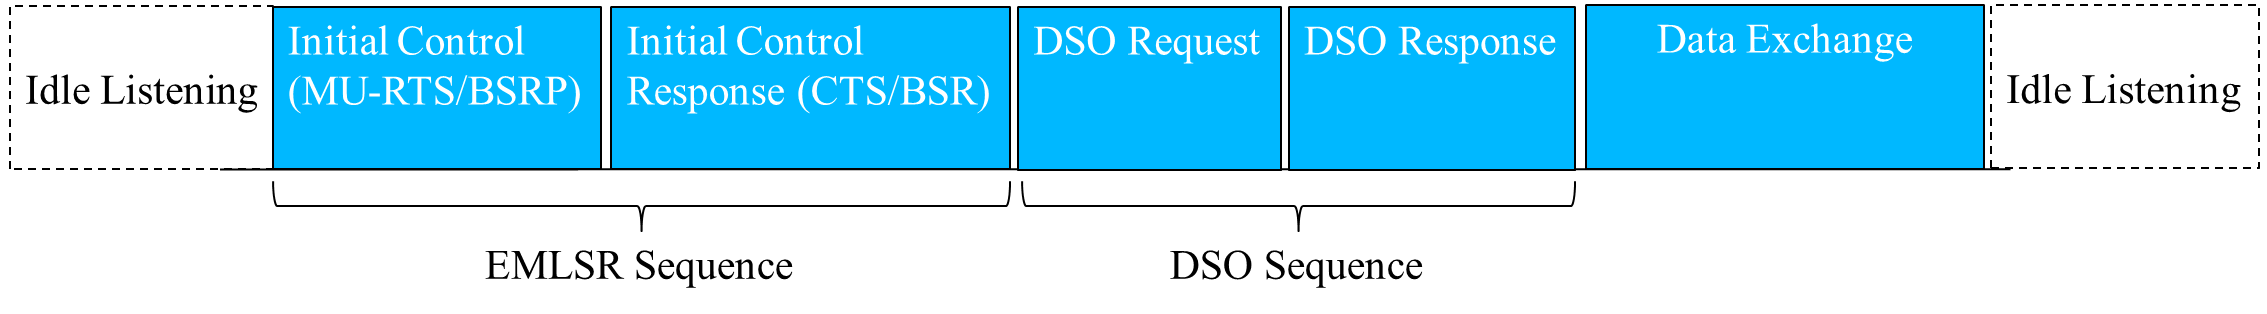 Idle Listening
Initial Control
(MU-RTS/BSRP)
Initial Control
Response (CTS/BSR)
DSO Request
DSO Response
Data Exchange
Idle Listening
EMLSR Sequence
DSO Sequence